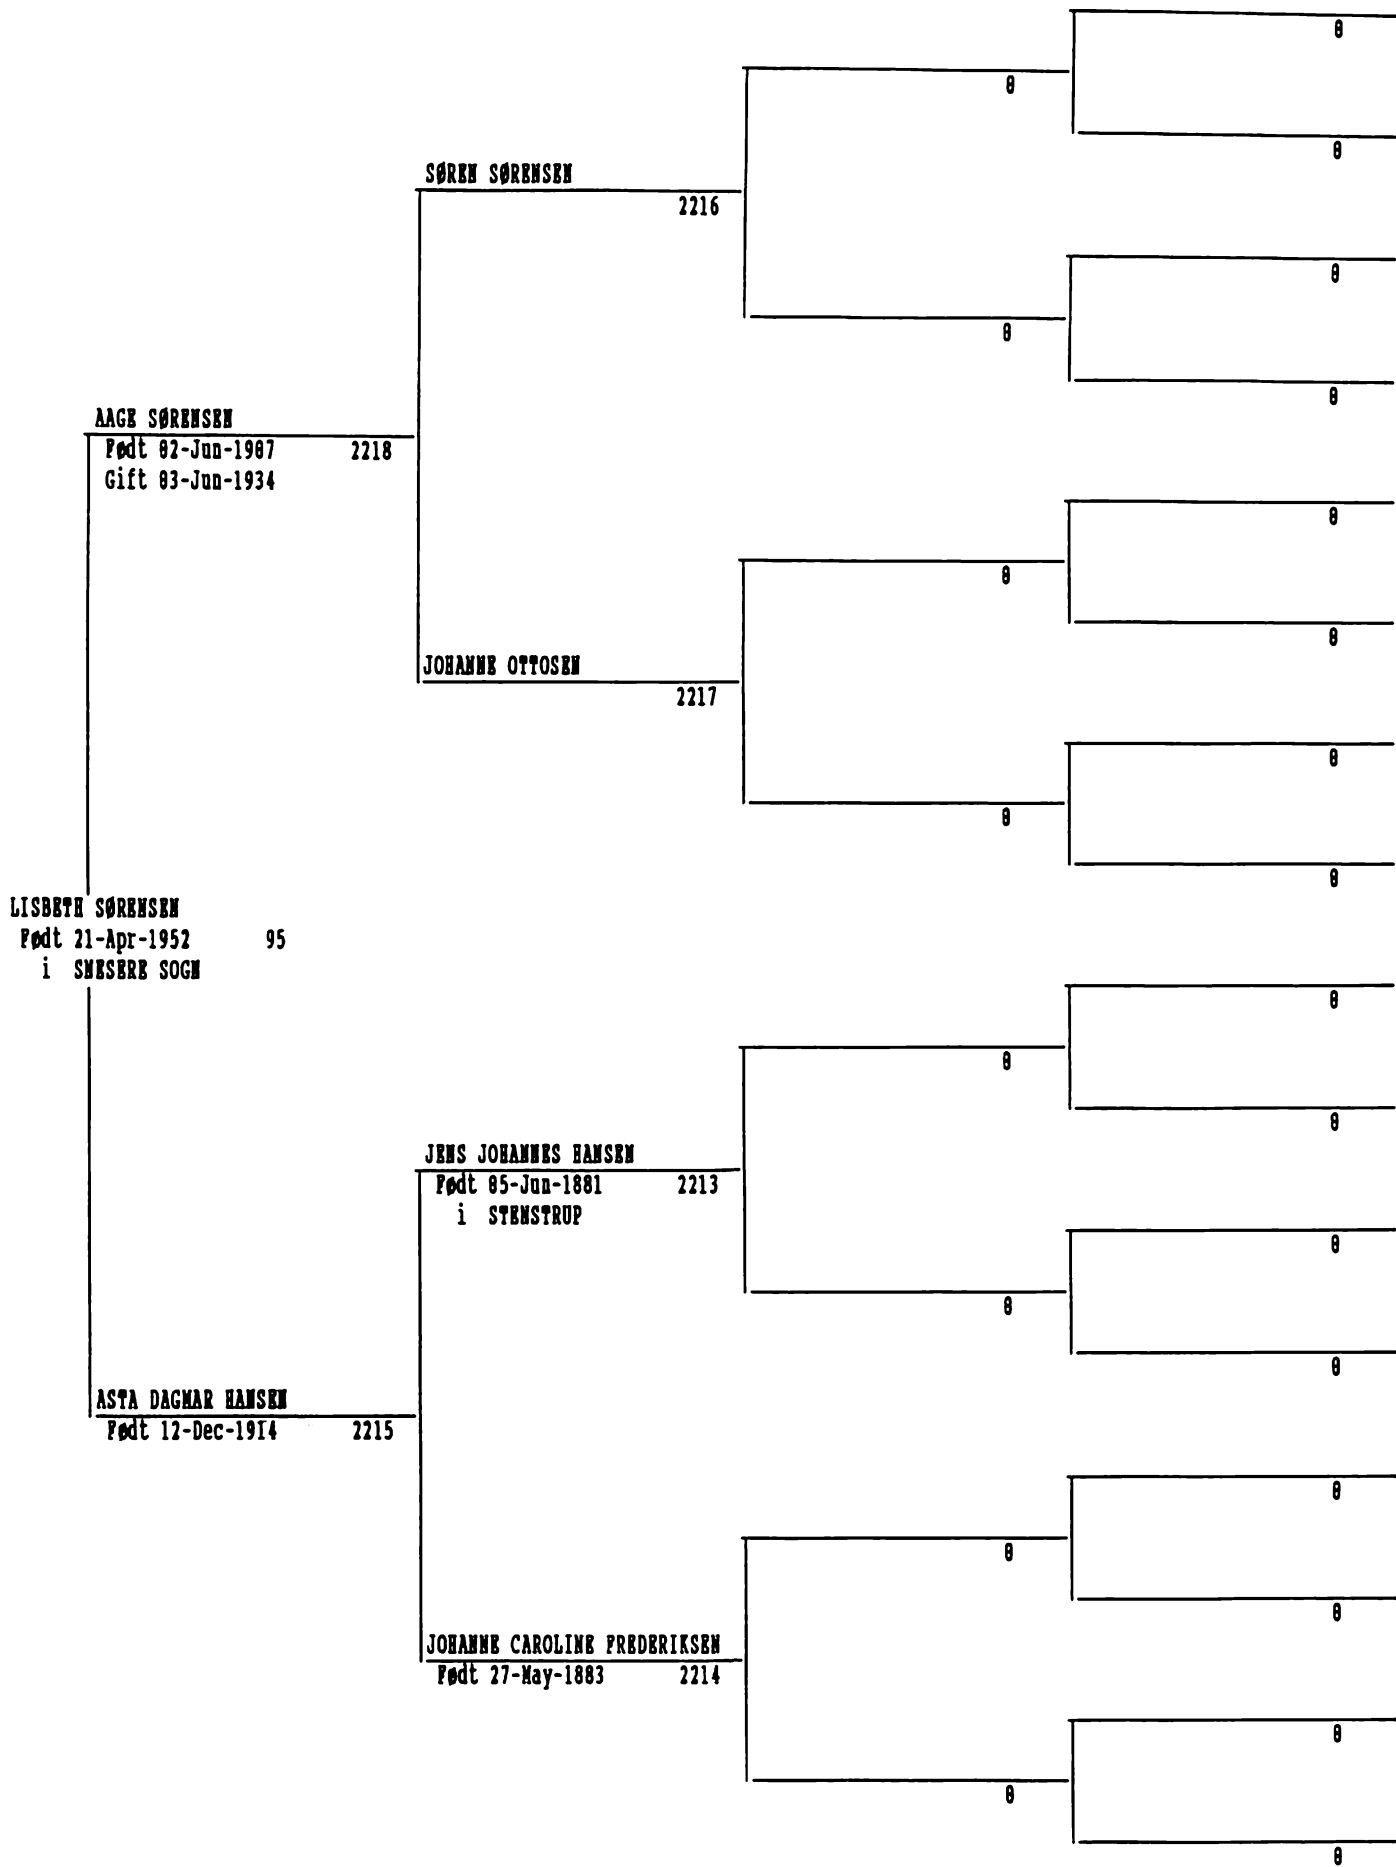 0
0
0
SØREN SØRENSEN
2216
0
0
0
AAGE SØRENSEN
Født 02-Jun-1907 2218
Gift 03-Jun-1934
0
0
0
JOHANNE OTTOSEN
2217
0
0
0
LISBETH SØRENSEN
Født 21-Apr-1952 95
i SNESERE SOGN
0
0
0
JENS JOHANNES HANSEN
Født 05-Jun-1881 2213
i STENSTRUP
0
0
0
ASTA DAGMAR HANSEN
Født 12-Dec-1914 2215
0
0
0
JOHANNE CAROLINE FREDERIKSEN
Født 27-May-1883 2214
0
0
0